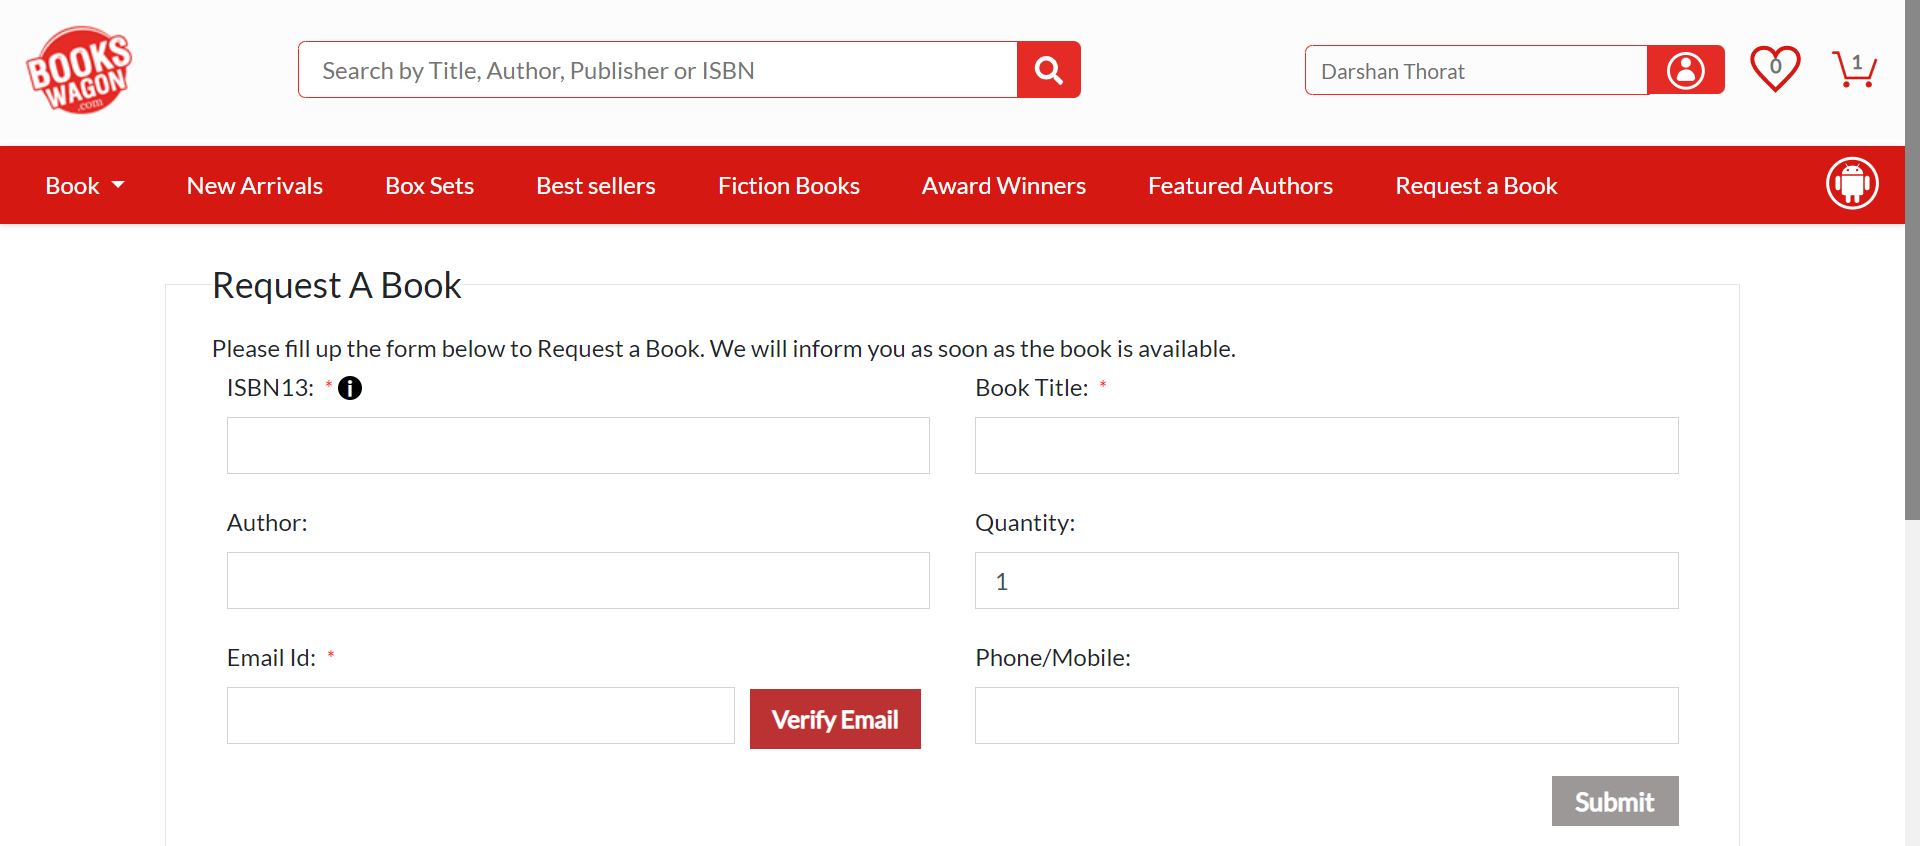 BOOKS
WAGON
.com
Search by Title, Author, Publisher or ISBN
Darshan Thorat
0
1
Book
New Arrivals
Box Sets
Best sellers
Fiction Books
Award Winners
Featured Authors
Request a Book
Request A Book
Please fill up the form below to Request a Book. We will inform you as soon as the book is available.
ISBN13: * i
Book Title: *
Author:
Quantity:
1
Email Id: *
Phone/Mobile:
Verify Email
Submit